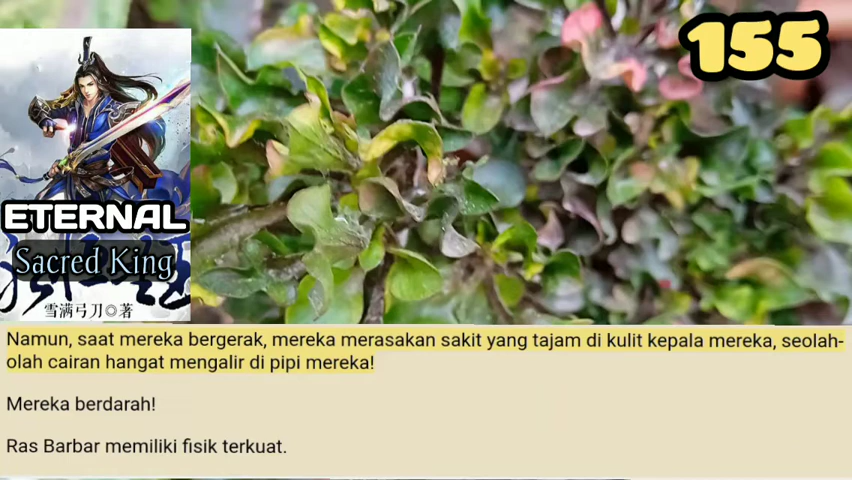 155
ETERNAL
Sacred King
雪满弓刀◎著
Namun, saat mereka bergerak, mereka merasakan sakit yang tajam di kulit kepala mereka, seolah-
olah cairan hangat mengalir di pipi mereka!
Mereka berdarah!
Ras Barbar memiliki fisik terkuat.